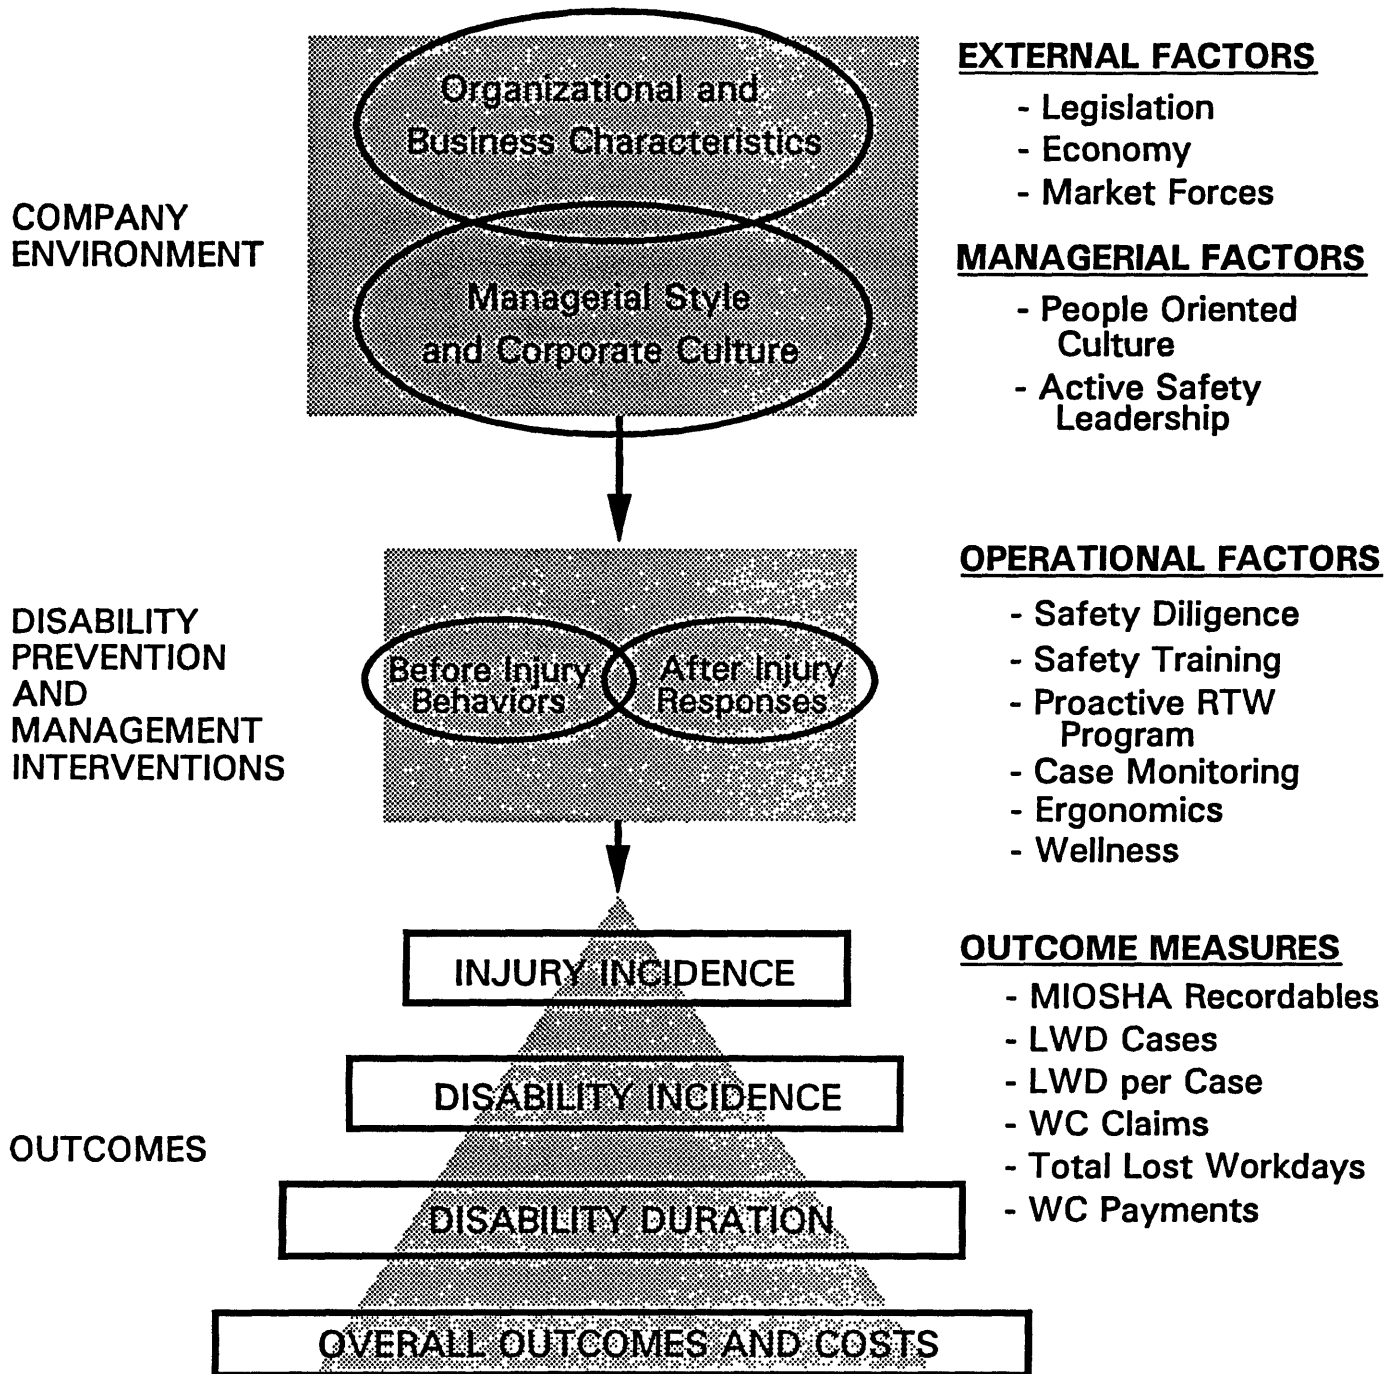 Organizational and
Business Characteristics
EXTERNAL FACTORS
- Legislation
- Economy
- Market Forces
COMPANY
ENVIRONMENT
Managerial Style
and Corporate Culture
MANAGERIAL FACTORS
- People Oriented
Culture
- Active Safety
Leadership
DISABILITY
PREVENTION
AND
MANAGEMENT
INTERVENTIONS
Before Injury
Behaviors
After Injury
Responses
OPERATIONAL FACTORS
- Safety Diligence
- Safety Training
- Proactive RTW
Program
- Case Monitoring
- Ergonomics
- Wellness
OUTCOMES
INJURY INCIDENCE
DISABILITY INCIDENCE
DISABILITY DURATION
OVERALL OUTCOMES AND COSTS
OUTCOME MEASURES
- MIOSHA Recordables
- LWD Cases
- LWD per Case
- WC Claims
- Total Lost Workdays
- WC Payments